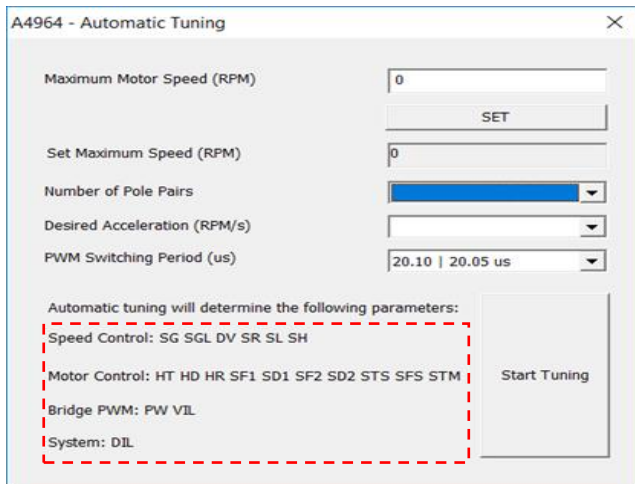 A4964 - Automatic Tuning
Maximum Motor Speed (RPM) 0
SET
Set Maximum Speed (RPM) 0
Number of Pole Pairs
Desired Acceleration (RPM/s)
PWM Switching Period (us) 20.10 | 20.05 us
Automatic tuning will determine the following parameters:
Speed Control: SG SGL DV SR SL SH
Motor Control: HT HD HR SF1 SD1 SF2 SD2 STS SFS STM
Start Tuning
Bridge PWM: PW VIL
System: DIL